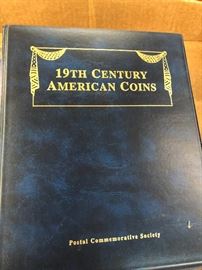 19TH CENTURY
AMERICAN COINS
Postal Commemorative Society